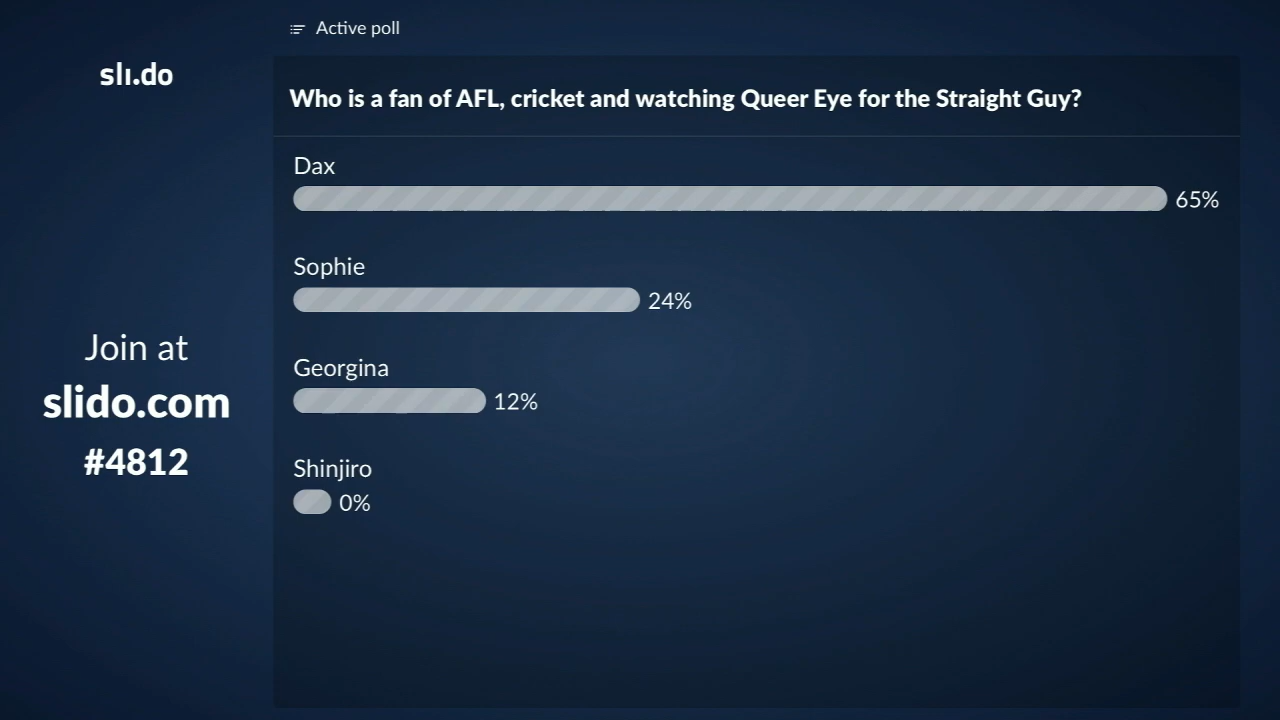 Active poll
slı.do
Who is a fan of AFL, cricket and watching Queer Eye for the Straight Guy?
Dax
65%
Sophie
24%
Join at
slido.com
#4812
Georgina
12%
Shinjiro
0%